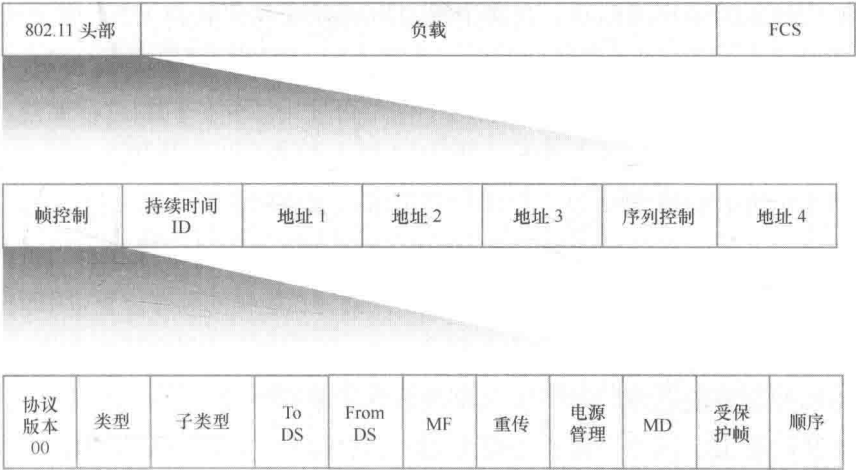 802.11 头部 负载 FCS
帧控制 持续时间 ID 地址 1 地址 2 地址 3 序列控制 地址 4
协议版本 00 类型 子类型 To DS From DS MF 重传 电源管理 MD 受保护帧 顺序